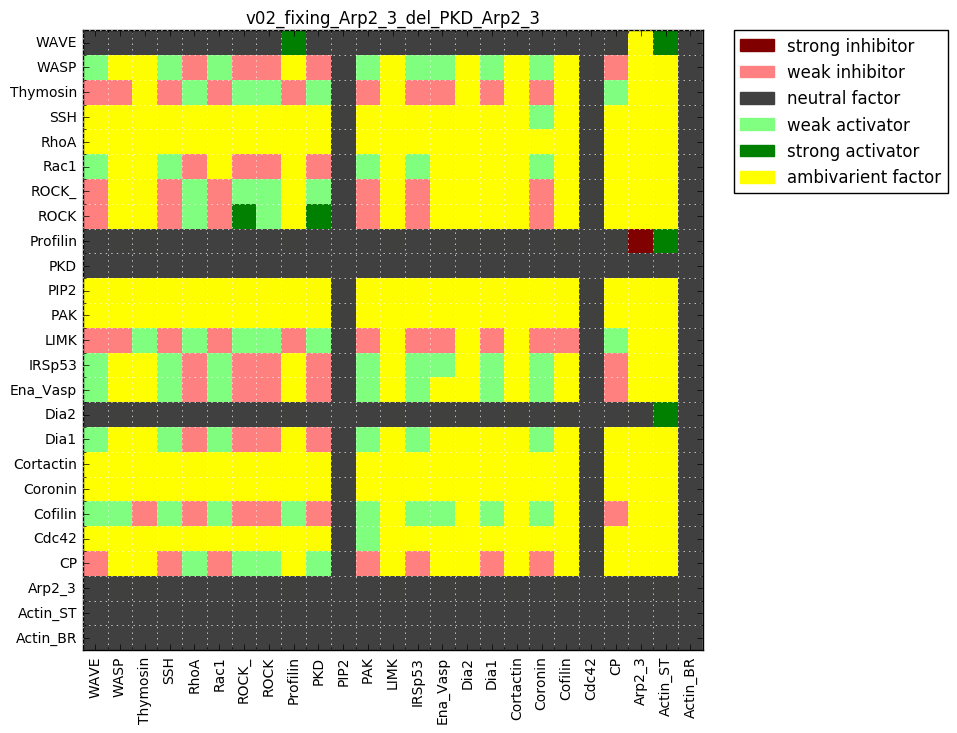 v02_fixing_Arp2_3_del_PKD_Arp2_3
WAVE
WASP
Thymosin
SSH
RhoA
Rac1
ROCK_
ROCK
Profilin
PKD
PIP2
PAK
LIMK
IRSp53
Ena_Vasp
Dia2
Dia1
Cortactin
Coronin
Cofilin
Cdc42
CP
Arp2_3
Actin_ST
Actin_BR
WAVE
WASP
Thymosin
SSH
RhoA
Rac1
ROCK_
ROCK
Profilin
PKD
PIP2
PAK
LIMK
IRSp53
Ena_Vasp
Dia2
Dia1
Cortactin
Coronin
Cofilin
Cdc42
CP
Arp2_3
Actin_ST
Actin_BR
strong inhibitor
weak inhibitor
neutral factor
weak activator
strong activator
ambivarient factor